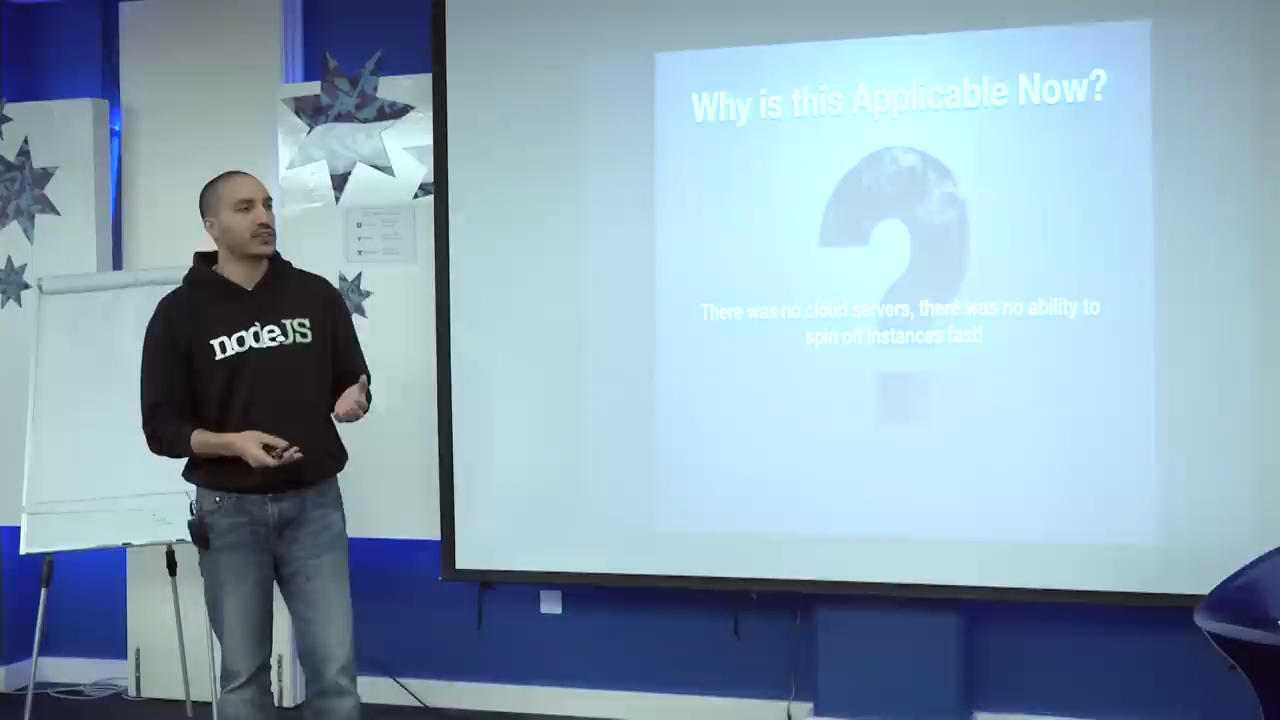 Why is this Applicable Now?
There was no cloud servers, there was no ability to
spin off instances fast!
nodeJS